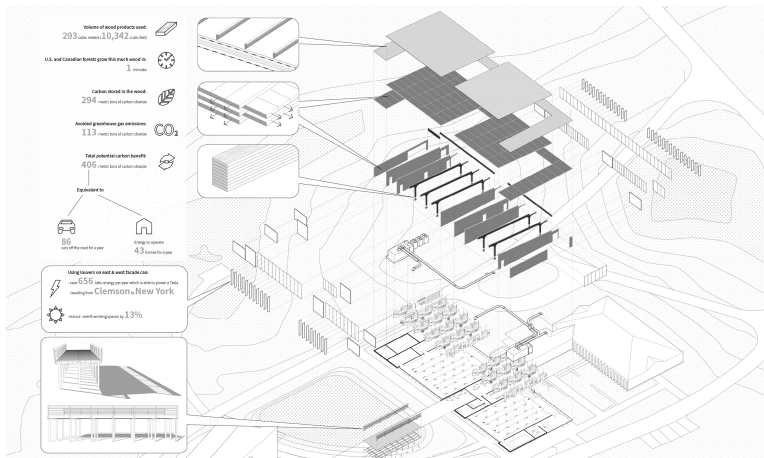 Volume of wood products used:
293 cubic meters (10,342 cubic feet)
U.S. and Canadian forests grow this much wood in:
1 minutes
Carbon stored in the wood:
294 metric tons of carbon dioxide
Avoided greenhouse gas emissions:
113 metric tons of carbon dioxide
CO2
Total potential carbon benefit:
406 metric tons of carbon dioxide
Equivalent to
86
cars off the road for a year
Energy to operate
43 homes for a year
Using louvers on east & west facade can:
save 656 energy per year which is able to power a Tesla
traveling from Clemson to New York.
reduce overlit working spaces by 13%.